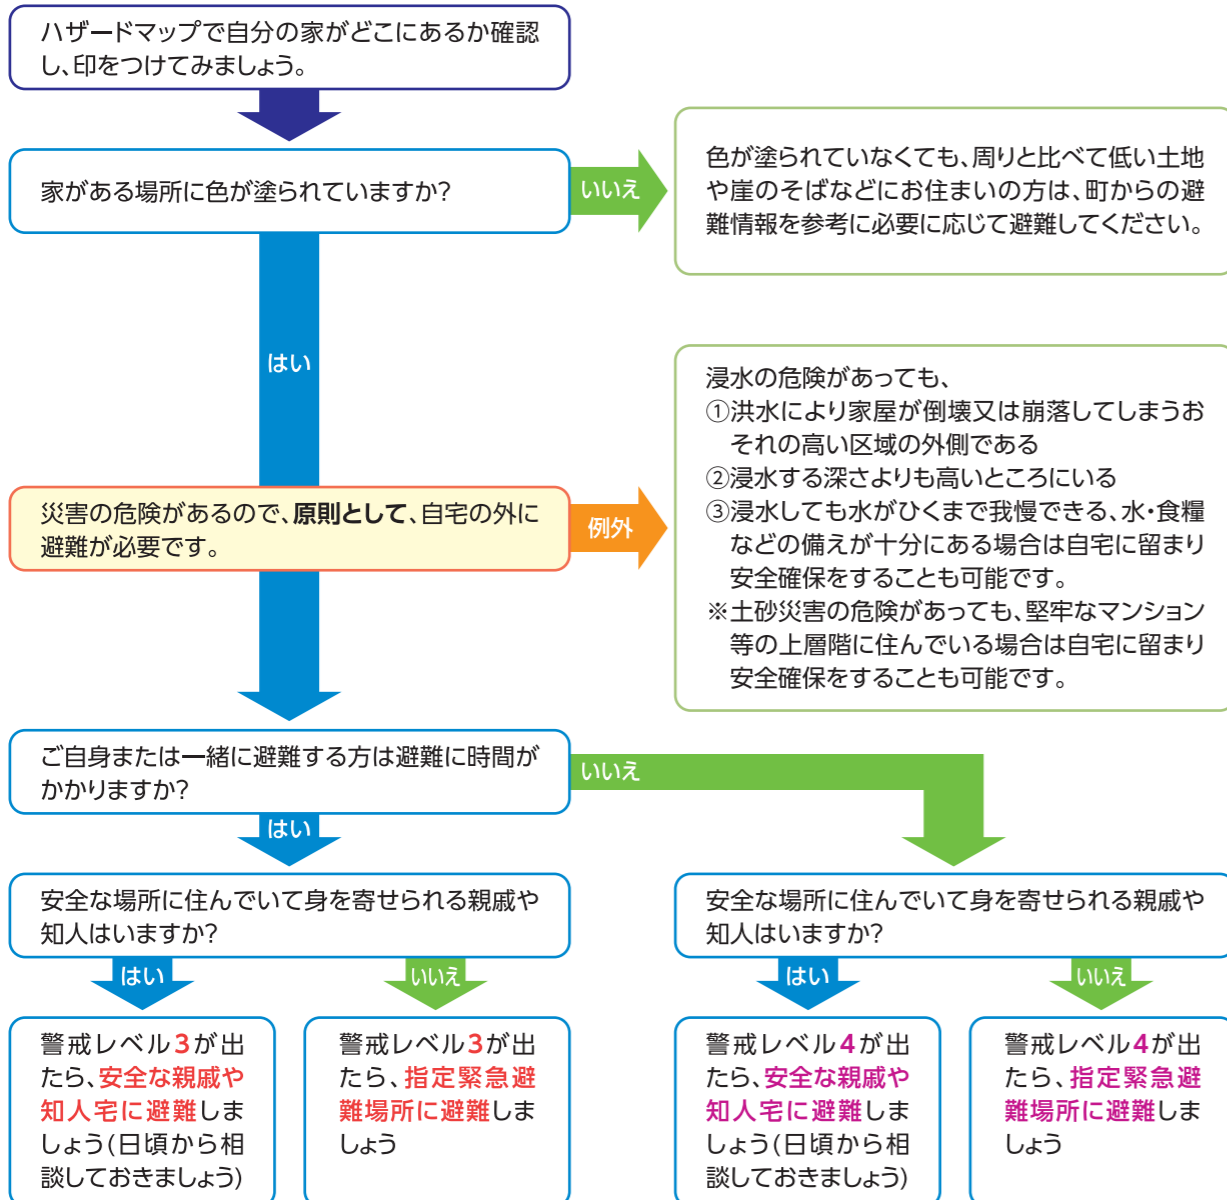 ハザードマップで自分の家がどこにあるか確認
し、印をつけてみましょう。
家がある場所に色が塗られていますか?
いいえ
色が塗られていなくても、周りと比べて低い土地
や崖のそばなどにお住まいの方は、町からの避
難情報を参考に必要に応じて避難してください。
はい
災害の危険があるので、原則として、自宅の外に
避難が必要です。
例外
浸水の危険があっても、
①洪水により家屋が倒壊又は崩落してしまうお
それの高い区域の外側である
②浸水する深さよりも高いところにいる
③浸水しても水がひくまで我慢できる、水・食糧
などの備えが十分にある場合は自宅に留まり
安全確保をすることも可能です。
※土砂災害の危険があっても、堅牢なマンション
等の上層階に住んでいる場合は自宅に留まり
安全確保をすることも可能です。
ご自身または一緒に避難する方は避難に時間が
かかりますか?
いいえ
はい
安全な場所に住んでいて身を寄せられる親戚や
知人はいますか?
はい
いいえ
警戒レベル3が出
たら、安全な親戚や
知人宅に避難しま
しょう(日頃から相
談しておきましょう)
警戒レベル3が出
たら、指定緊急避
難場所に避難しま
しょう
安全な場所に住んでいて身を寄せられる親戚や
知人はいますか?
はい
いいえ
警戒レベル4が出
たら、安全な親戚や
知人宅に避難しま
しょう(日頃から相
談しておきましょう)
警戒レベル4が出
たら、指定緊急避
難場所に避難しま
しょう